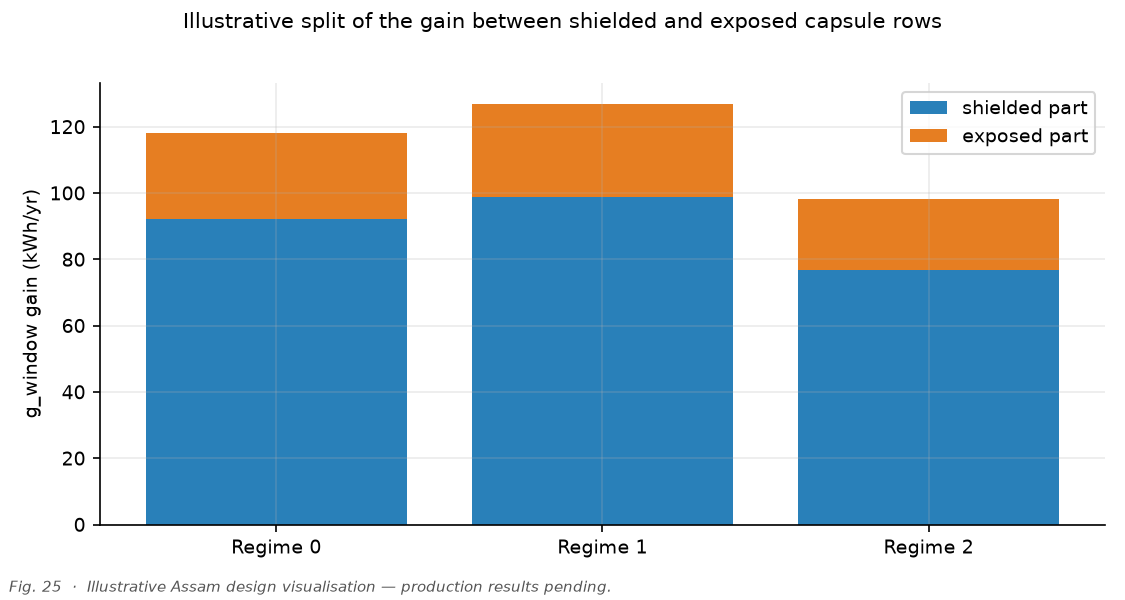 Illustrative split of the gain between shielded and exposed capsule rows
shielded part
exposed part
g_window gain (kWh/yr)
120
100
80
60
40
20
0
Regime 0
Regime 1
Regime 2
Fig. 25 · Illustrative Assam design visualisation — production results pending.